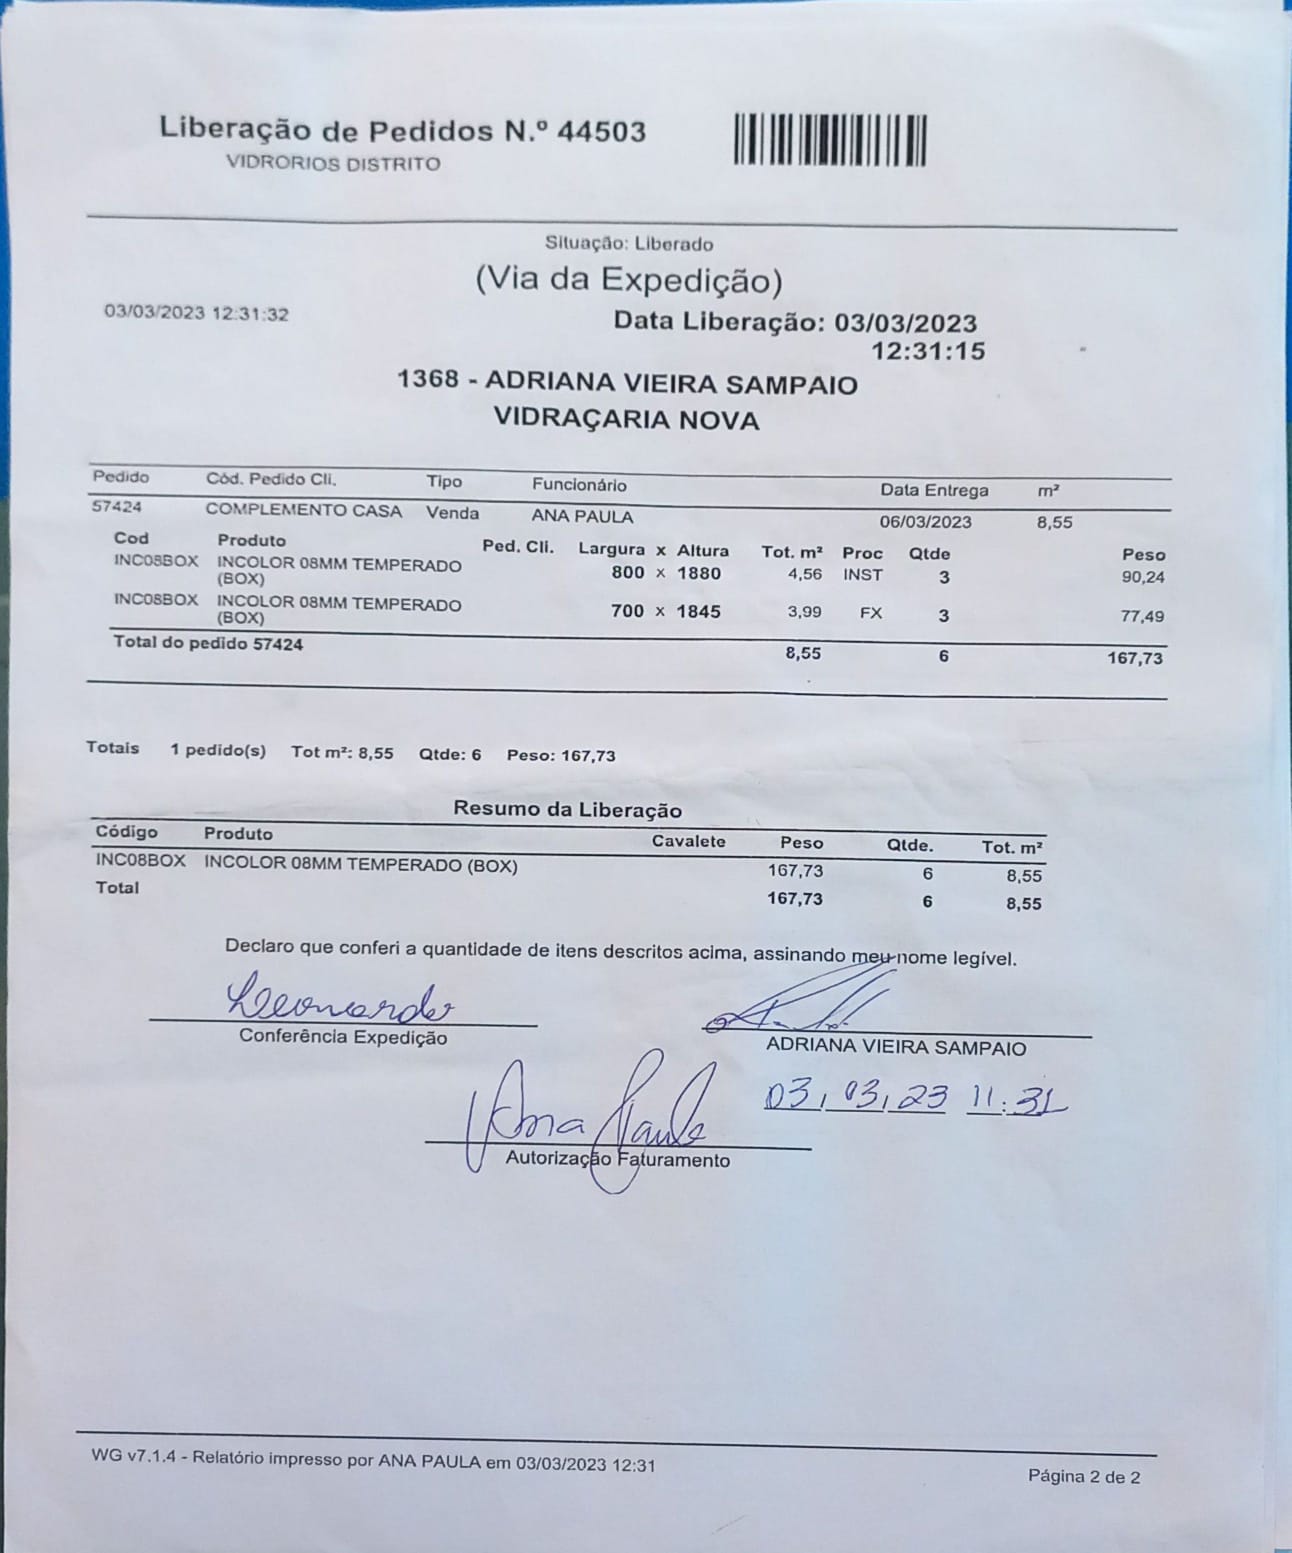 Liberação de Pedidos N.º 44503
VIDRORIOS DISTRITO
Situação: Liberado
(Via da Expedição)
03/03/2023 12:31:32
Data Liberação: 03/03/2023
12:31:15
1368 - ADRIANA VIEIRA SAMPAIO
VIDRAÇARIA NOVA
Pedido Cód. Pedido Cli. Tipo Funcionário Data Entrega m²
57424 COMPLEMENTO CASA Venda ANA PAULA 06/03/2023 8,55
Cod Produto Ped. Cli. Largura x Altura Tot. m² Proc Qtde Peso
INC08BOX INCOLOR 08MM TEMPERADO 800 x 1880 4,56 INST 3 90,24
(BOX)
INC08BOX INCOLOR 08MM TEMPERADO 700 x 1845 3,99 FX 3 77,49
(BOX)
Total do pedido 57424 8,55 6 167,73
Totais 1 pedido(s) Tot m²: 8,55 Qtde: 6 Peso: 167,73
Resumo da Liberação
Código Produto Cavalete Peso Qtde. Tot. m²
INC08BOX INCOLOR 08MM TEMPERADO (BOX) 167,73 6 8,55
Total 167,73 6 8,55
Declaro que conferi a quantidade de itens descritos acima, assinando meu nome legível.
Leonardo
Conferência Expedição
ADRIANA VIEIRA SAMPAIO
03, 03, 23 11:31
Ana Paula
Autorização Faturamento
WG v7.1.4 - Relatório impresso por ANA PAULA em 03/03/2023 12:31
Página 2 de 2